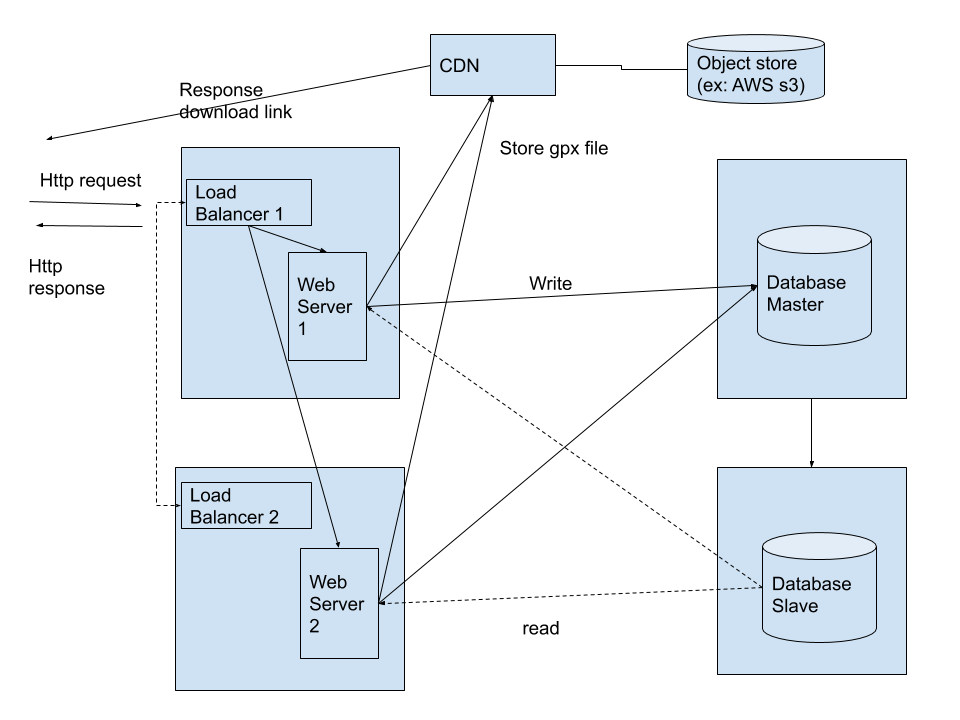 CDN
Object store
(ex: AWS s3)
Response
download link
Store gpx file
Http request
Load
Balancer 1
Http
response
Web
Server
1
Write
Database
Master
Load
Balancer 2
Web
Server
2
Database
Slave
read